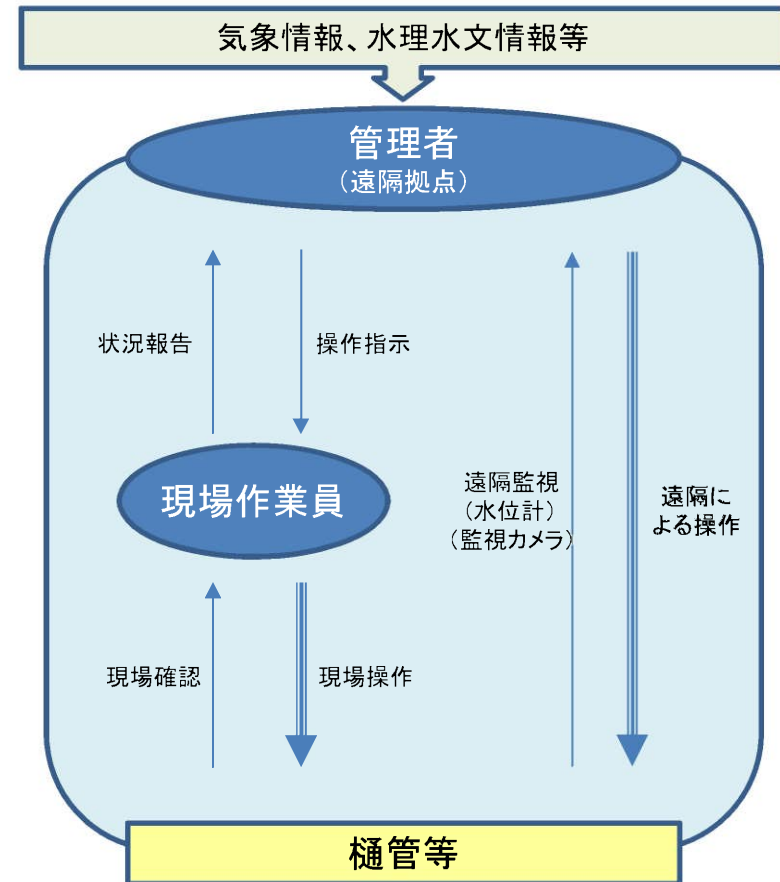 気象情報、水理水文情報等
管理者
（遠隔拠点）
状況報告
操作指示
現場作業員
遠隔監視
（水位計）
（監視カメラ）
遠隔に
よる操作
現場確認
現場操作
樋管等